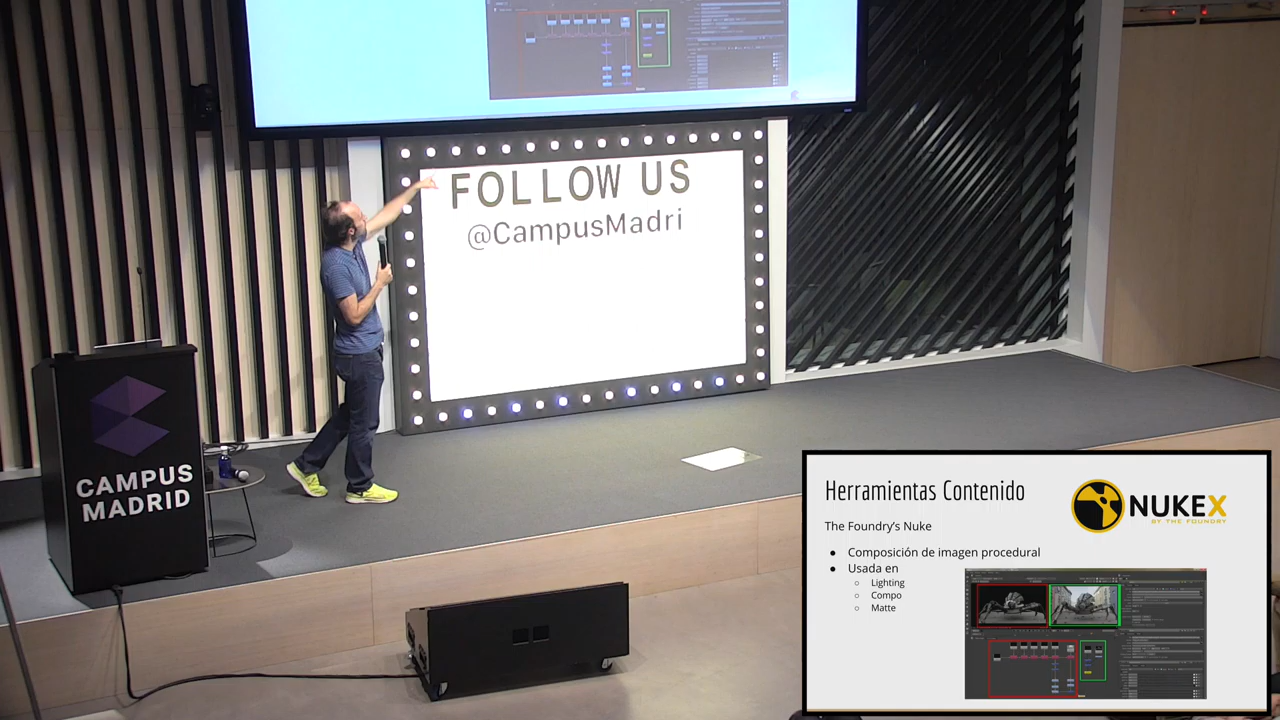 FOLLOW US
@CampusMadri
CAMPUS
MADRID
Herramientas Contenido
NUKEX
BY THE FOUNDRY
The Foundry's Nuke
● Composición de imagen procedural
● Usada en
○ Lighting
○ Compo
○ Matte